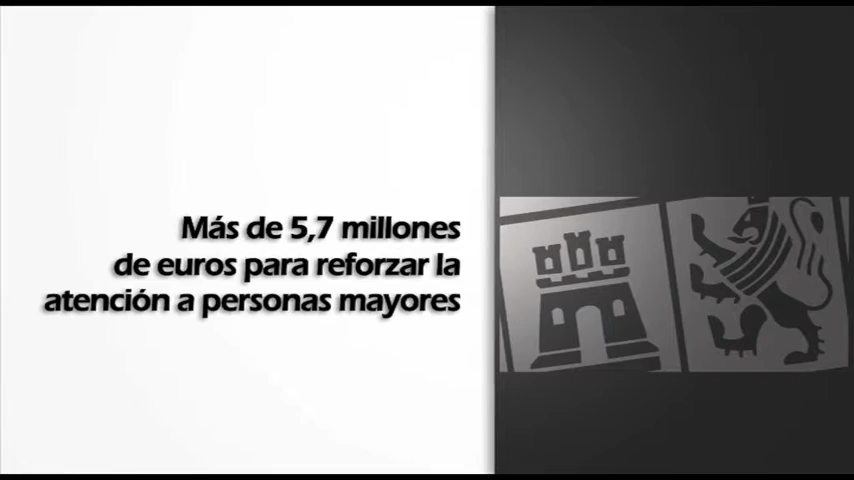 Más de 5,7 millones
de euros para reforzar la
atención a personas mayores